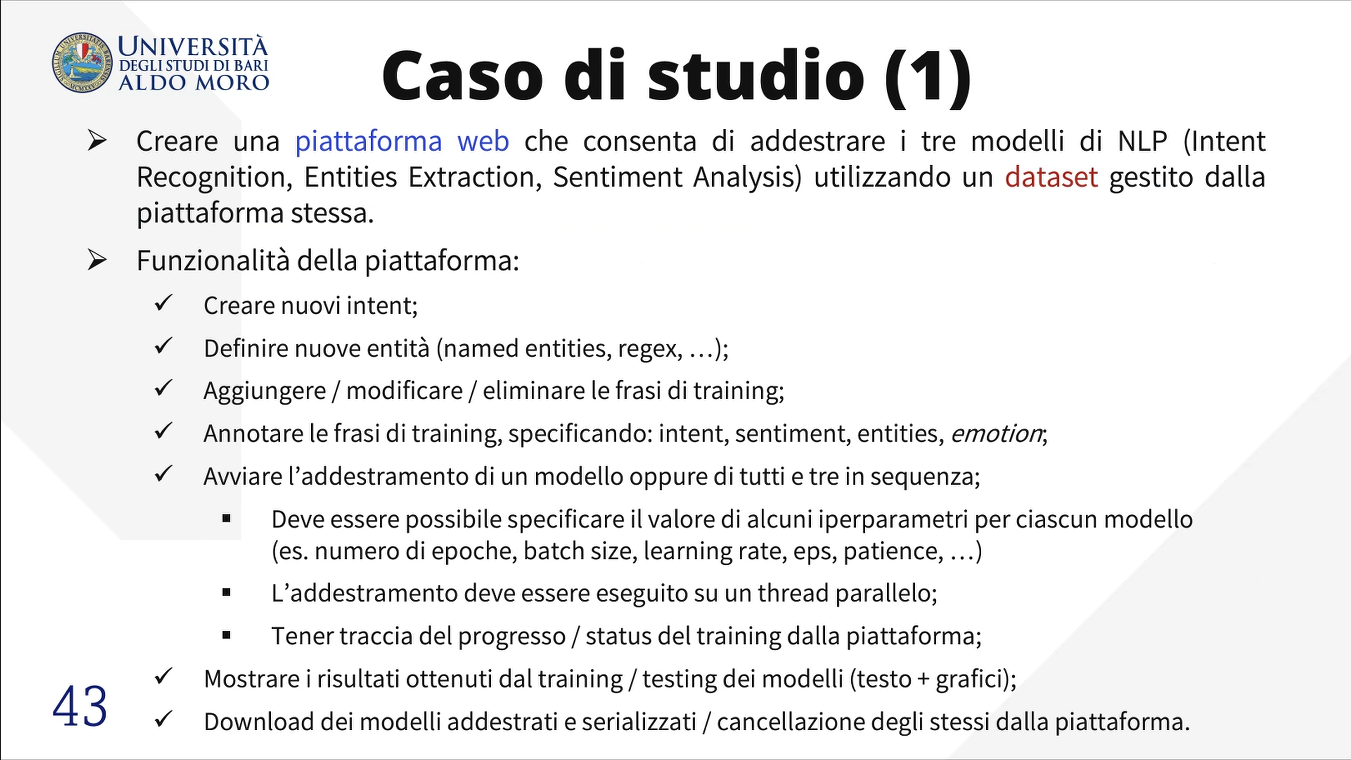 UNIVERSITÀ
DEGLI STUDI DI BARI
ALDO MORO
Caso di studio (1)
➢ Creare una piattaforma web che consenta di addestrare i tre modelli di NLP (Intent
Recognition, Entities Extraction, Sentiment Analysis) utilizzando un dataset gestito dalla
piattaforma stessa.
➢ Funzionalità della piattaforma:
✓ Creare nuovi intent;
✓ Definire nuove entità (named entities, regex, …);
✓ Aggiungere / modificare / eliminare le frasi di training;
✓ Annotare le frasi di training, specificando: intent, sentiment, entities, emotion;
✓ Avviare l’addestramento di un modello oppure di tutti e tre in sequenza;
▪ Deve essere possibile specificare il valore di alcuni iperparametri per ciascun modello
(es. numero di epoche, batch size, learning rate, eps, patience, …)
▪ L’addestramento deve essere eseguito su un thread parallelo;
▪ Tener traccia del progresso / status del training dalla piattaforma;
✓ Mostrare i risultati ottenuti dal training / testing dei modelli (testo + grafici);
✓ Download dei modelli addestrati e serializzati / cancellazione degli stessi dalla piattaforma.
43